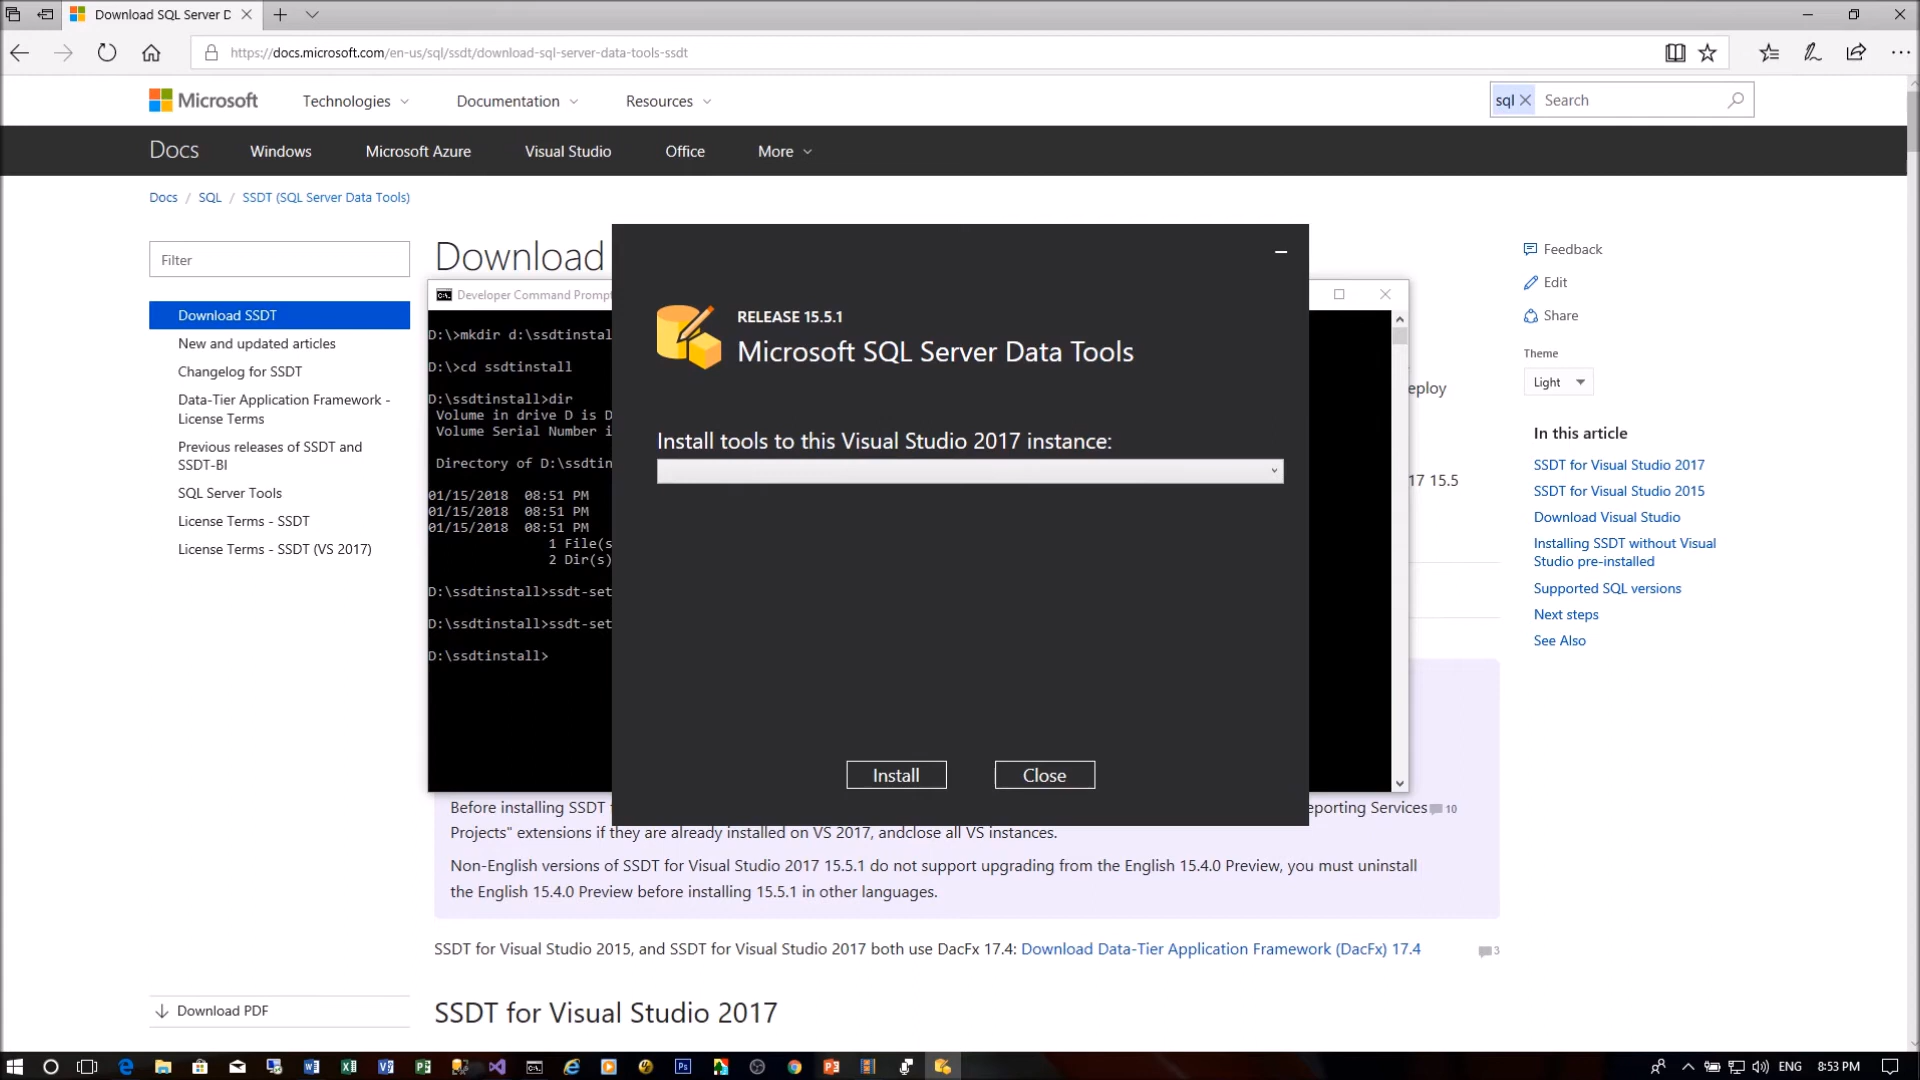 Download SQL Server D
https://docs.microsoft.com/en-us/sql/ssdt/download-sql-server-data-tools-ssdt
Microsoft
Technologies
Documentation
Resources
sql
Search
Docs
Windows
Microsoft Azure
Visual Studio
Office
More
Docs / SQL / SSDT (SQL Server Data Tools)
Filter
Download SSDT
New and updated articles
Changelog for SSDT
Data-Tier Application Framework -
License Terms
Previous releases of SSDT and
SSDT-BI
SQL Server Tools
License Terms - SSDT
License Terms - SSDT (VS 2017)
Download PDF
Download
Developer Command Promp
D:\>mkdir d:\ssdtinstal
D:\>cd ssdtinstall
D:\ssdtinstall>dir
Volume in drive D is D
Volume Serial Number i
Directory of D:\ssdtin
01/15/2018 08:51 PM
01/15/2018 08:51 PM
01/15/2018 08:51 PM
1 File(s
2 Dir(s)
D:\ssdtinstall>ssdt-set
D:\ssdtinstall>ssdt-set
D:\ssdtinstall>
RELEASE 15.5.1
Microsoft SQL Server Data Tools
Install tools to this Visual Studio 2017 instance:
Install
Close
eploy
17 15.5
Before installing SSDT
eporting Services
10
Projects" extensions if they are already installed on VS 2017, andclose all VS instances.
Non-English versions of SSDT for Visual Studio 2017 15.5.1 do not support upgrading from the English 15.4.0 Preview, you must uninstall
the English 15.4.0 Preview before installing 15.5.1 in other languages.
SSDT for Visual Studio 2015, and SSDT for Visual Studio 2017 both use DacFx 17.4: Download Data-Tier Application Framework (DacFx) 17.4
3
SSDT for Visual Studio 2017
Feedback
Edit
Share
Theme
Light
In this article
SSDT for Visual Studio 2017
SSDT for Visual Studio 2015
Download Visual Studio
Installing SSDT without Visual
Studio pre-installed
Supported SQL versions
Next steps
See Also
ENG
8:53 PM